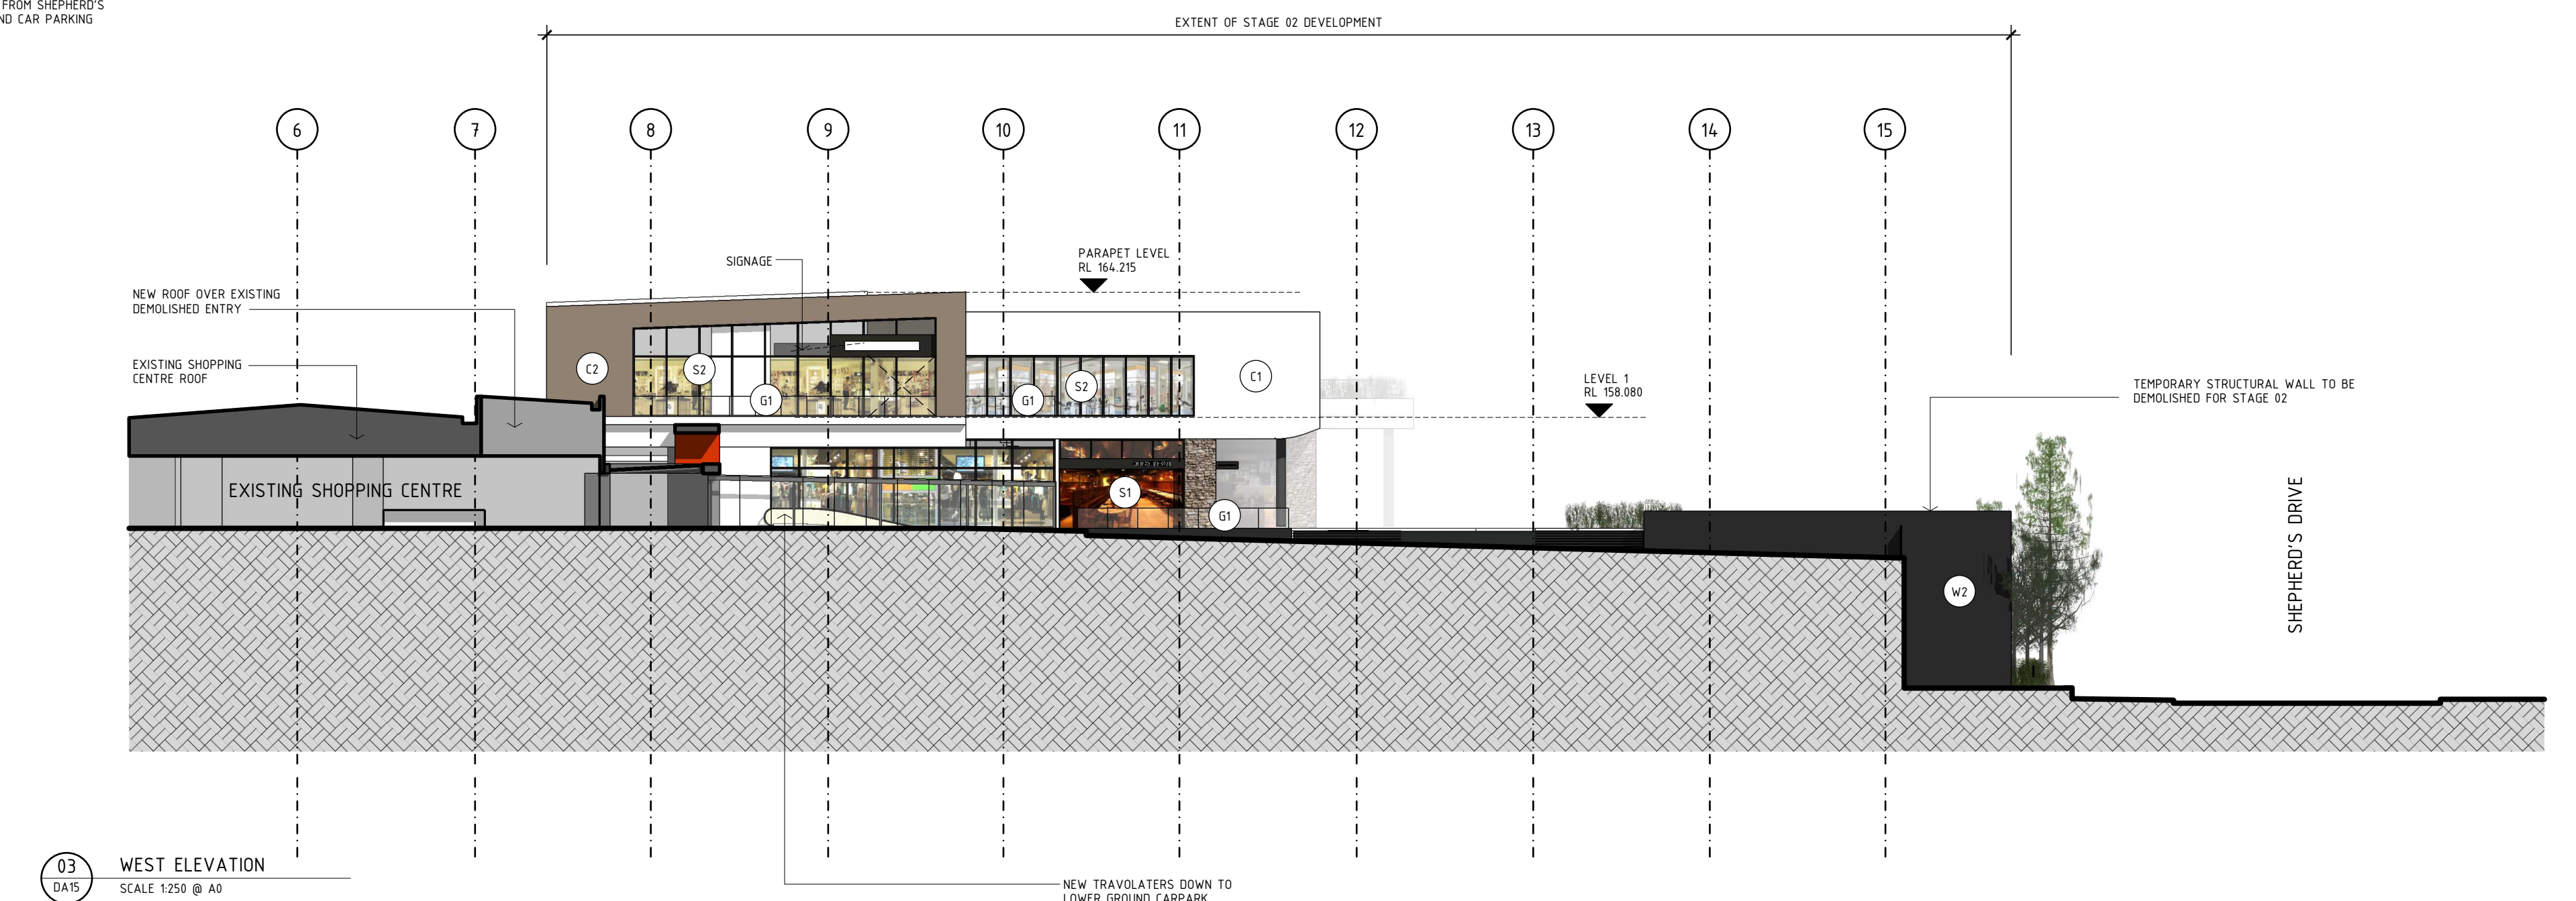 FROM SHEPHERD'S
ND CAR PARKING
EXTENT OF STAGE 02 DEVELOPMENT
6
7
8
9
10
11
12
13
14
15
SIGNAGE
PARAPET LEVEL
RL 164.215
NEW ROOF OVER EXISTING
DEMOLISHED ENTRY
EXISTING SHOPPING
CENTRE ROOF
C2
S2
G1
G1
S2
C1
LEVEL 1
RL 158.080
TEMPORARY STRUCTURAL WALL TO BE
DEMOLISHED FOR STAGE 02
EXISTING SHOPPING CENTRE
S1
G1
W2
SHEPHERD'S DRIVE
03
DA15
WEST ELEVATION
SCALE 1:250 @ A0
NEW TRAVOLATERS DOWN TO
LOWER GROUND CARPARK